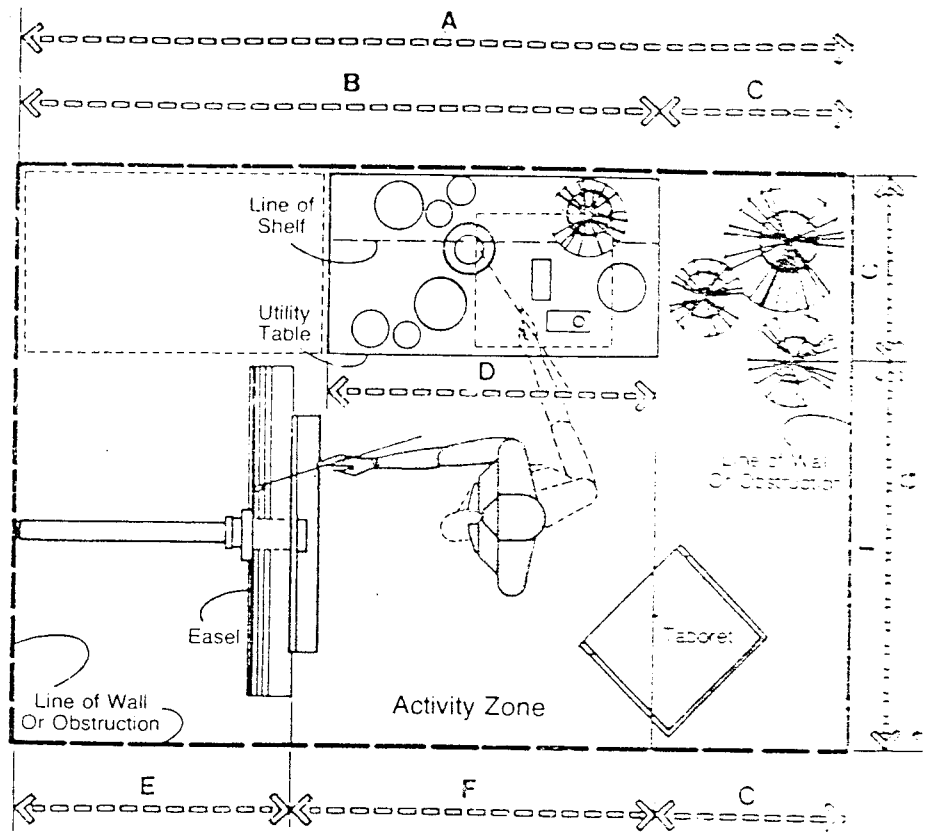 A
B
C
Line of
Shelf
Utility
Table
D
Line of Wall
Or Obstruction
Easel
Taboret
Line of Wall
Or Obstruction
Activity Zone
E
F
C